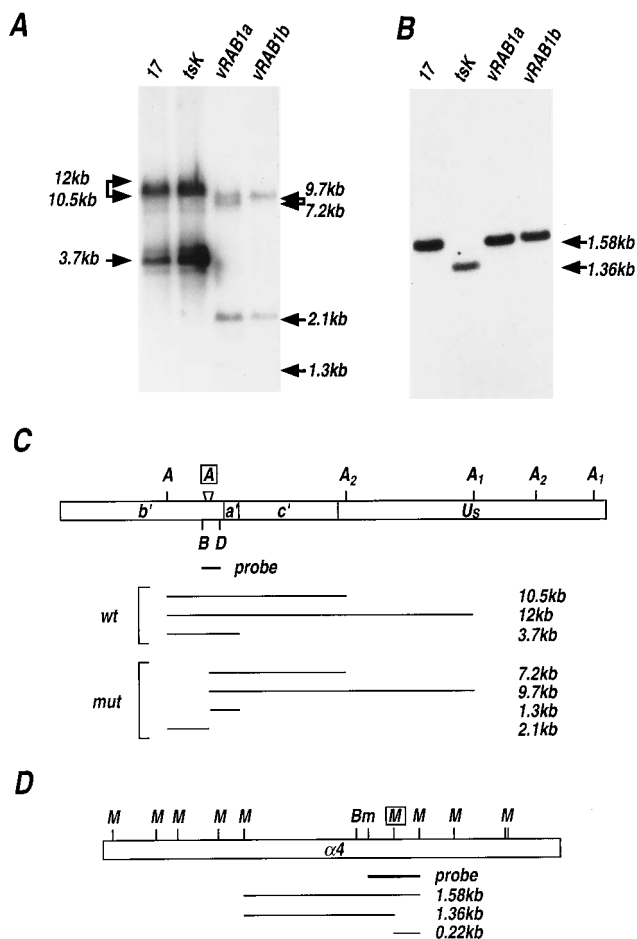 A
17 tsK vRAB1a vRAB1b
12kb
10.5kb
3.7kb
9.7kb
7.2kb
2.1kb
1.3kb
B
17 tsK vRAB1a vRAB1b
1.58kb
1.36kb
C
A A A2 A1 A2 A1
b' a' c' Us
B D
probe
wt
10.5kb
12kb
3.7kb
mut
7.2kb
9.7kb
1.3kb
2.1kb
D
M M M M M Bm M M M M
α4
probe
1.58kb
1.36kb
0.22kb